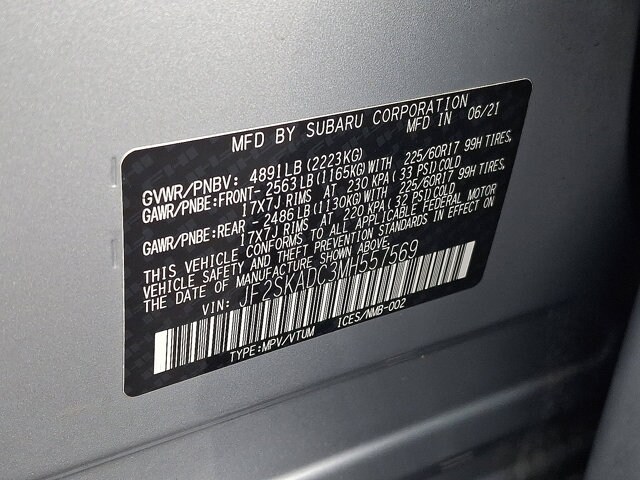 MFD BY SUBARU CORPORATION
MFD IN 06/21
GVWR/PNBV: 4891LB(2223KG)
GAWR/PNBE:FRONT- 2563LB(1165KG)WITH 225/60R17 99H TIRES,
17x7J RIMS AT 230 KPA(33 PSI)COLD
GAWR/PNBE:REAR - 2486LB(1130KG)WITH 225/60R17 99H TIRES,
17x7J RIMS AT 220 KPA(32 PSI)COLD
THIS VEHICLE CONFORMS TO ALL APPLICABLE FEDERAL MOTOR
VEHICLE SAFETY AND THEFT PREVENTION STANDARDS IN EFFECT ON
THE DATE OF MANUFACTURE SHOWN ABOVE.
VIN: JF2SKADC3MH557569
TYPE:MPV/VTUM ICES/NMB-002